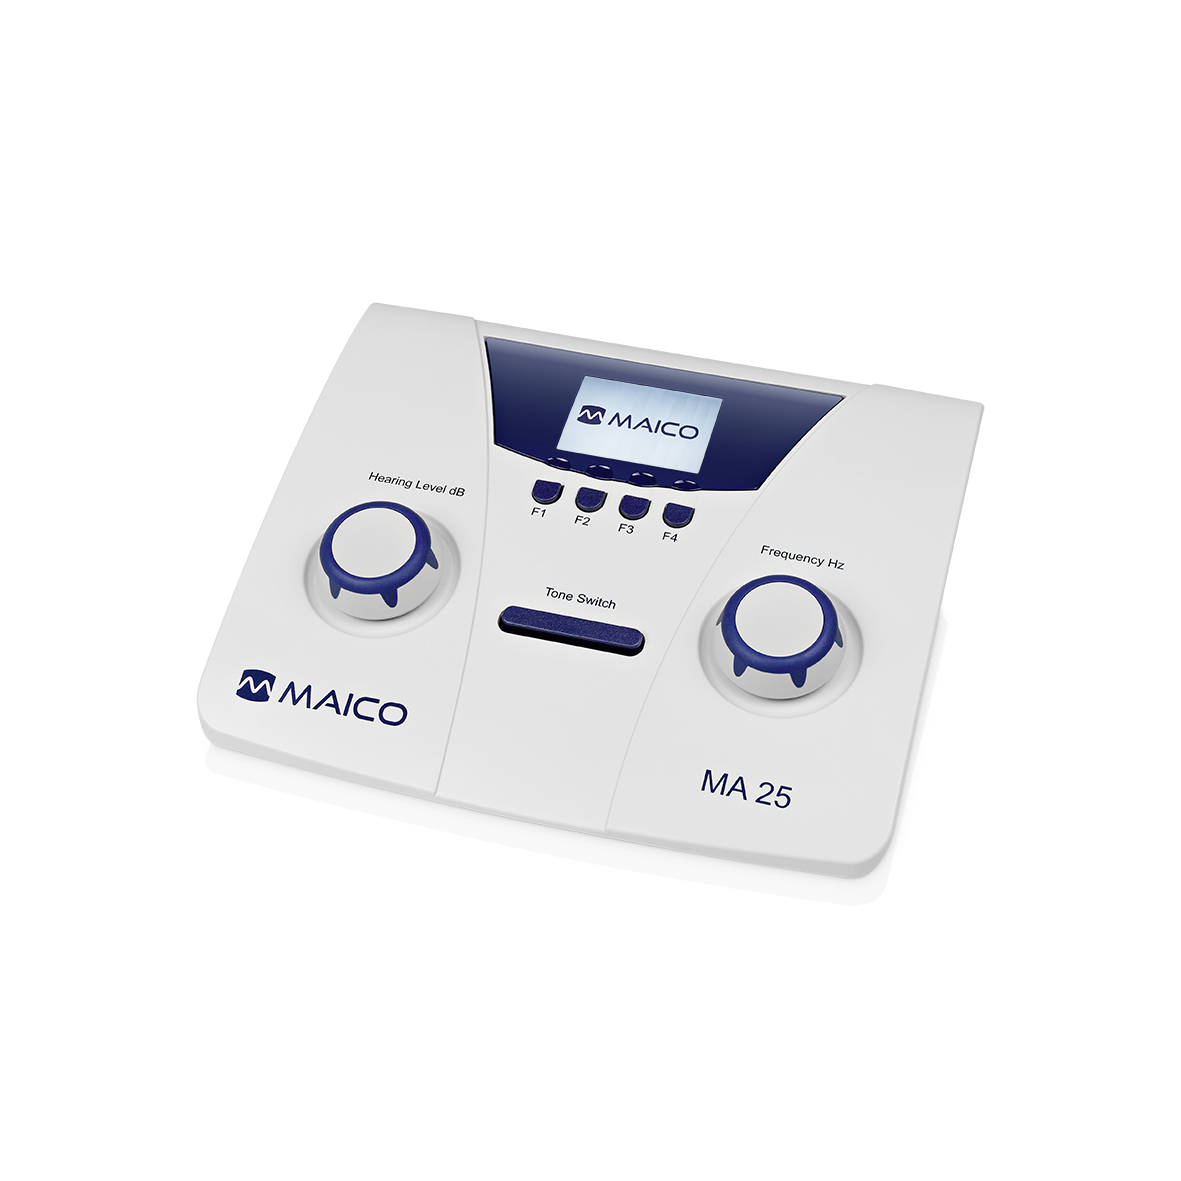 MAICO
Hearing Level dB
F1 F2 F3 F4
Frequency Hz
Tone Switch
MAICO
MA 25